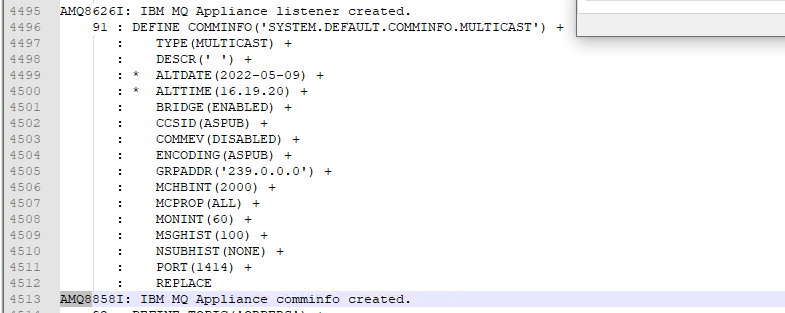 4495 AMQ8626I: IBM MQ Appliance listener created.
4496 91 : DEFINE COMMINFO('SYSTEM.DEFAULT.COMMINFO.MULTICAST') +
4497 : TYPE(MULTICAST) +
4498 : DESCR(' ') +
4499 : * ALTDATE(2022-05-09) +
4500 : * ALTTIME(16.19.20) +
4501 : BRIDGE(ENABLED) +
4502 : CCSID(ASPUB) +
4503 : COMMEV(DISABLED) +
4504 : ENCODING(ASPUB) +
4505 : GRPADDR('239.0.0.0') +
4506 : MCHBINT(2000) +
4507 : MCPROP(ALL) +
4508 : MONINT(60) +
4509 : MSGHIST(100) +
4510 : NSUBHIST(NONE) +
4511 : PORT(1414) +
4512 : REPLACE
4513 AMQ8858I: IBM MQ Appliance comminfo created.